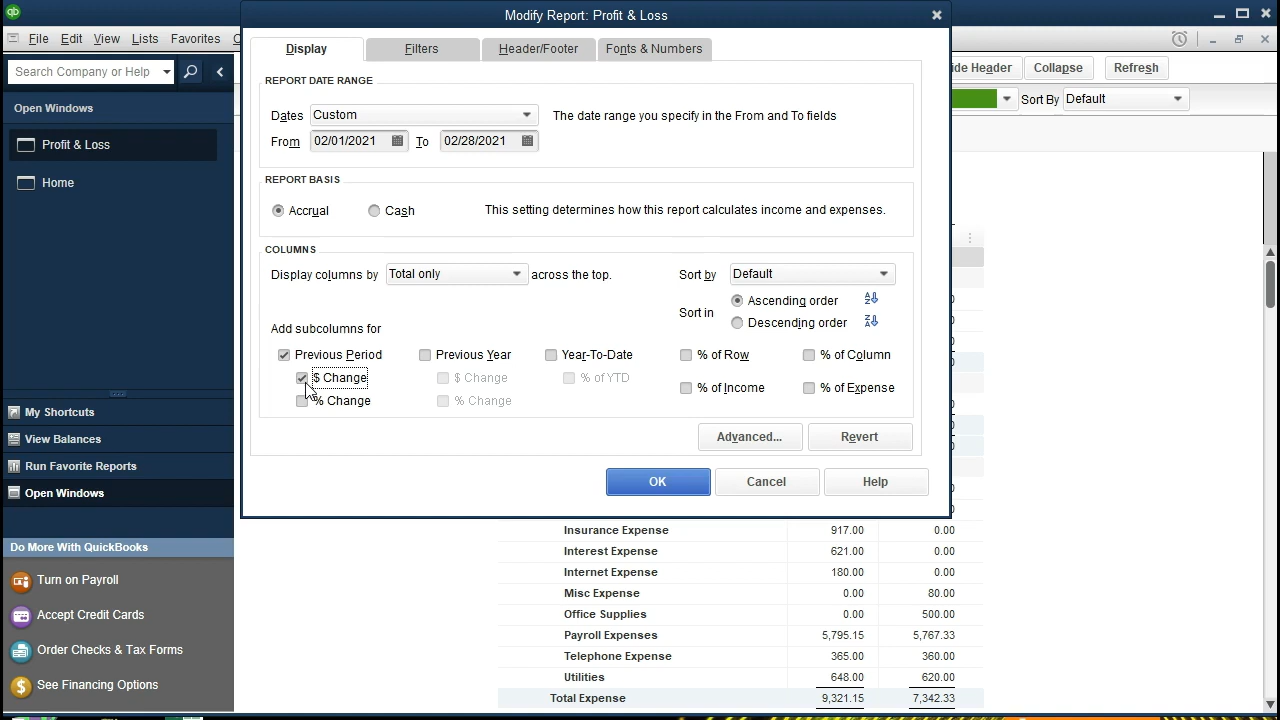 qb
Modify Report: Profit & Loss
File Edit View Lists Favorites
Search Company or Help
Open Windows
Profit & Loss
Home
My Shortcuts
View Balances
Run Favorite Reports
Open Windows
Do More With QuickBooks
Turn on Payroll
Accept Credit Cards
Order Checks & Tax Forms
See Financing Options
Display Filters Header/Footer Fonts & Numbers
REPORT DATE RANGE
Dates Custom The date range you specify in the From and To fields
From 02/01/2021 To 02/28/2021
REPORT BASIS
Accrual Cash This setting determines how this report calculates income and expenses.
COLUMNS
Display columns by Total only across the top. Sort by Default
Sort in Ascending order
Descending order
Add subcolumns for
Previous Period Previous Year Year-To-Date % of Row % of Column
$ Change $ Change % of YTD % of Income % of Expense
% Change % Change
Advanced... Revert
OK Cancel Help
ide Header Collapse Refresh
Sort By Default
Insurance Expense 917.00 0.00
Interest Expense 621.00 0.00
Internet Expense 180.00 0.00
Misc Expense 0.00 80.00
Office Supplies 0.00 500.00
Payroll Expenses 5,795.15 5,767.33
Telephone Expense 365.00 360.00
Utilities 648.00 620.00
Total Expense 9,321.15 7,342.33